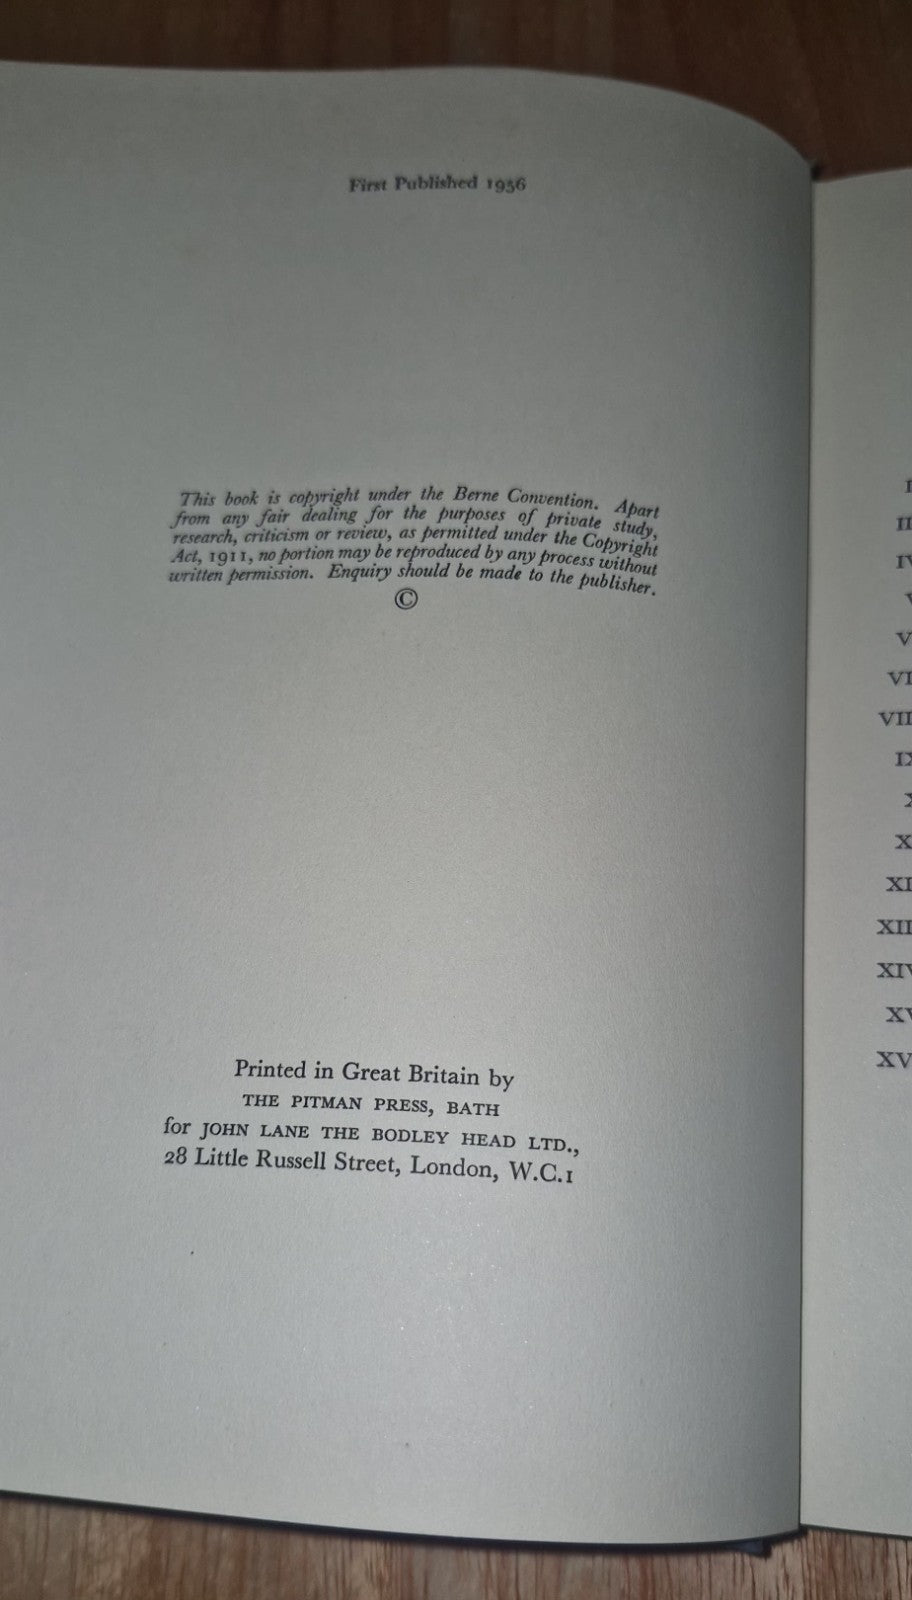 First Published 1956
This book is copyright under the Berne Convention. Apart
from any fair dealing for the purposes of private study,
research, criticism or review, as permitted under the Copyright
Act, 1911, no portion may be reproduced by any process without
written permission. Enquiry should be made to the publisher.
©
Printed in Great Britain by
THE PITMAN PRESS, BATH
for JOHN LANE THE BODLEY HEAD LTD.,
28 Little Russell Street, London, W.C.1